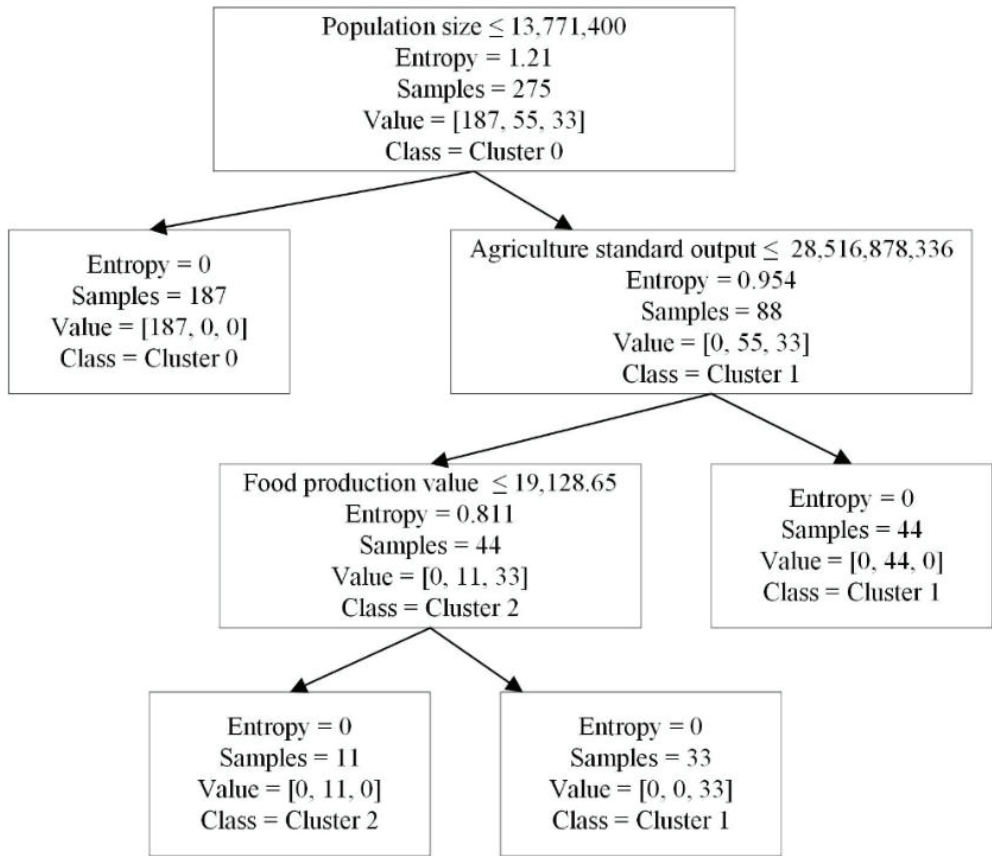 Population size ≤ 13,771,400
Entropy = 1.21
Samples = 275
Value = [187, 55, 33]
Class = Cluster 0
Entropy = 0
Samples = 187
Value = [187, 0, 0]
Class = Cluster 0
Agriculture standard output ≤ 28,516,878,336
Entropy = 0.954
Samples = 88
Value = [0, 55, 33]
Class = Cluster 1
Food production value ≤ 19,128.65
Entropy = 0.811
Samples = 44
Value = [0, 11, 33]
Class = Cluster 2
Entropy = 0
Samples = 44
Value = [0, 44, 0]
Class = Cluster 1
Entropy = 0
Samples = 11
Value = [0, 11, 0]
Class = Cluster 2
Entropy = 0
Samples = 33
Value = [0, 0, 33]
Class = Cluster 1